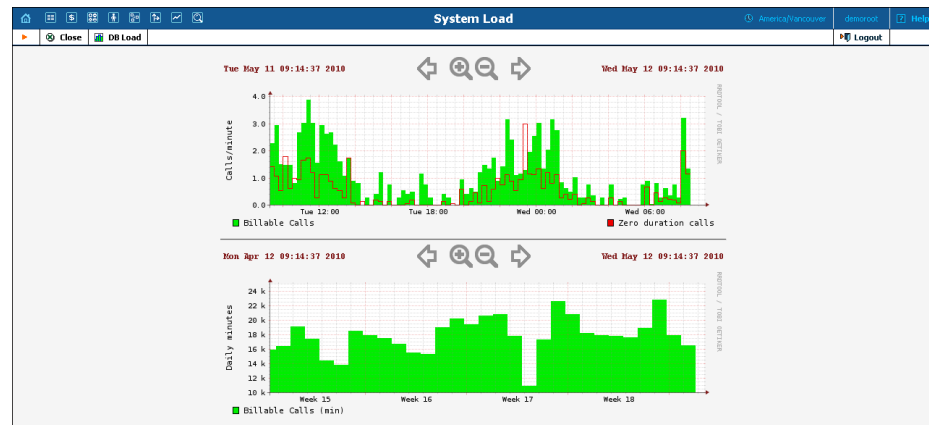 System Load
America/Vancouver
demoroot
Help
Close
DB Load
Logout
Tue May 11 09:14:37 2010
Wed May 12 09:14:37 2010
4.0
3.0
2.0
1.0
0.0
Calls/minute
Tue 12:00
Tue 18:00
Wed 00:00
Wed 06:00
Billable Calls
Zero duration calls
RRDTOOL / TOBI OETIKER
Mon Apr 12 09:14:37 2010
Wed May 12 09:14:37 2010
24 k
22 k
20 k
18 k
16 k
14 k
12 k
10 k
Daily minutes
Week 15
Week 16
Week 17
Week 18
Billable Calls (min)
RRDTOOL / TOBI OETIKER